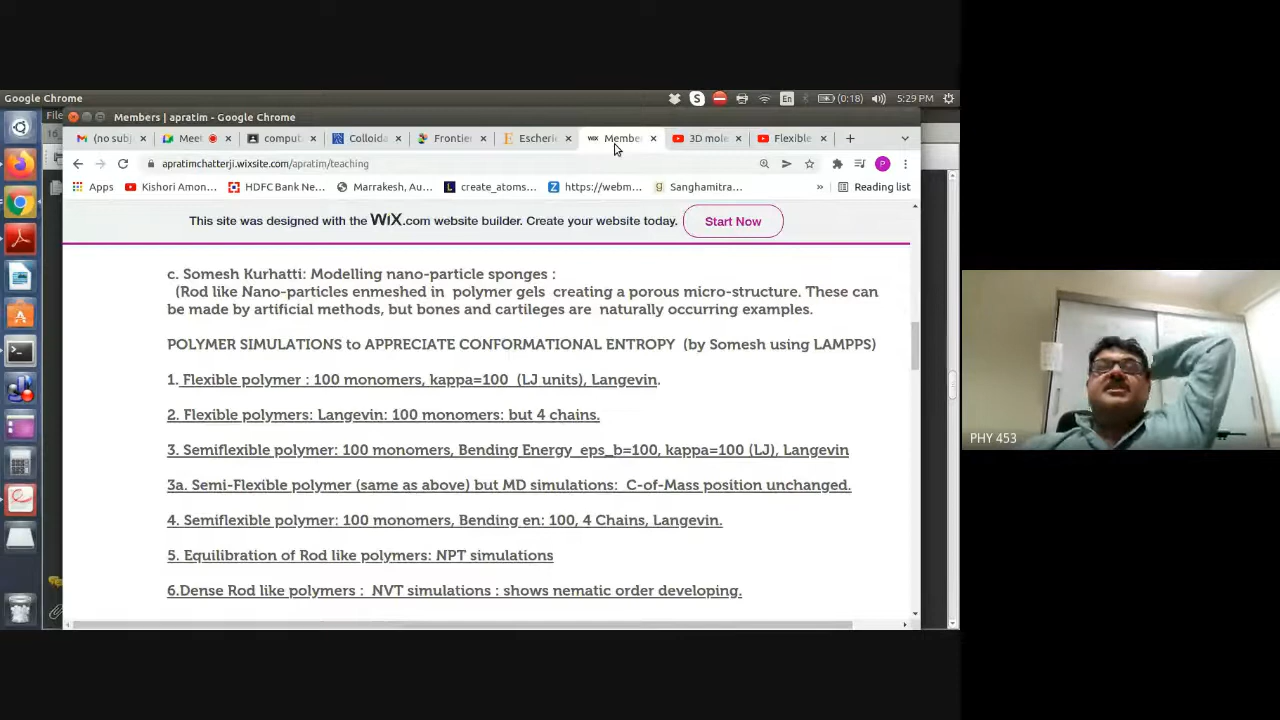 Google Chrome
En
(0:18)
5:29 PM
File
Members | apratim - Google Chrome
16
(no subj
Meet
comput
Colloida
Frontier
Escheric
WiX
Membe
3D mole
Flexible
apratimchatterji.wixsite.com/apratim/teaching
P
Apps
Kishori Amon...
HDFC Bank Ne...
Marrakesh, Au...
create_atoms...
https://webm...
Sanghamitra...
»
Reading list
This site was designed with the WiX.com website builder. Create your website today.
Start Now
c. Somesh Kurhatti: Modelling nano-particle sponges :
(Rod like Nano-particles enmeshed in polymer gels creating a porous micro-structure. These can
be made by artificial methods, but bones and cartileges are naturally occurring examples.
POLYMER SIMULATIONS to APPRECIATE CONFORMATIONAL ENTROPY (by Somesh using LAMPPS)
1. Flexible polymer : 100 monomers, kappa=100 (LJ units), Langevin.
2. Flexible polymers: Langevin: 100 monomers: but 4 chains.
3. Semiflexible polymer: 100 monomers, Bending Energy eps_b=100, kappa=100 (LJ), Langevin
3a. Semi-Flexible polymer (same as above) but MD simulations: C-of-Mass position unchanged.
4. Semiflexible polymer: 100 monomers, Bending en: 100, 4 Chains, Langevin.
5. Equilibration of Rod like polymers: NPT simulations
6.Dense Rod like polymers : NVT simulations : shows nematic order developing.
PHY 453